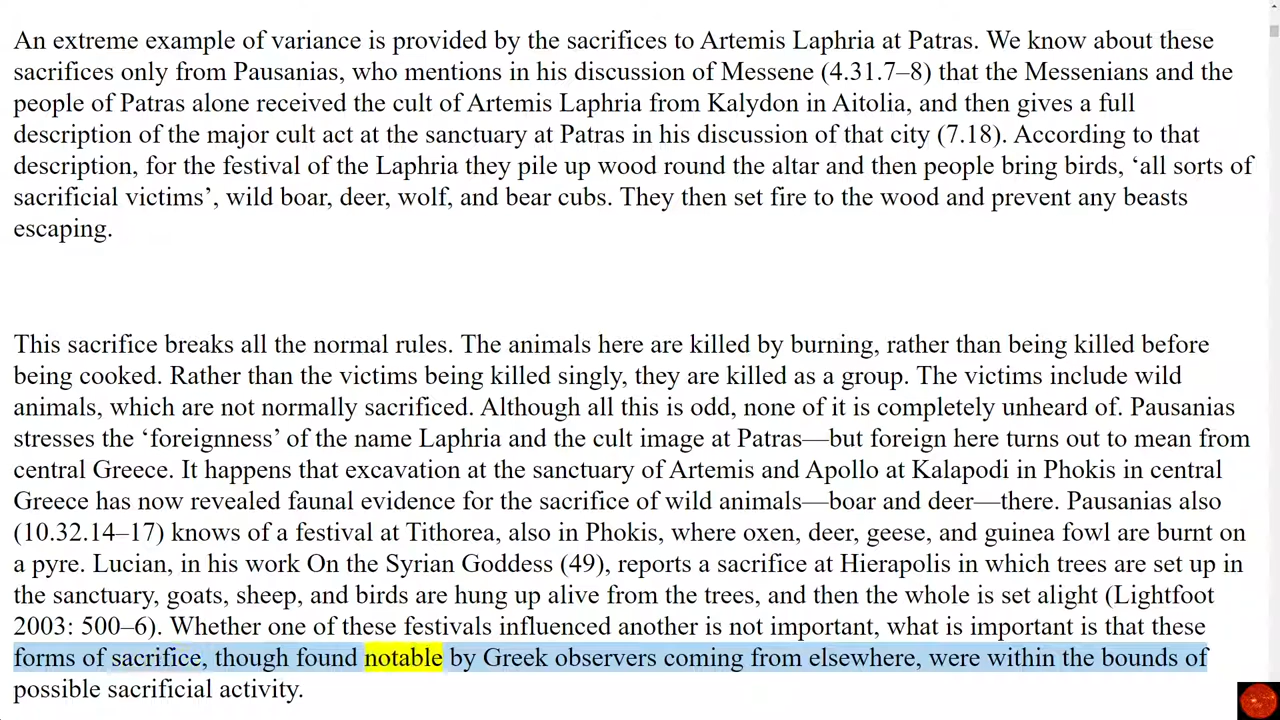 An extreme example of variance is provided by the sacrifices to Artemis Laphria at Patras. We know about these
sacrifices only from Pausanias, who mentions in his discussion of Messene (4.31.7–8) that the Messenians and the
people of Patras alone received the cult of Artemis Laphria from Kalydon in Aitolia, and then gives a full
description of the major cult act at the sanctuary at Patras in his discussion of that city (7.18). According to that
description, for the festival of the Laphria they pile up wood round the altar and then people bring birds, ‘all sorts of
sacrificial victims’, wild boar, deer, wolf, and bear cubs. They then set fire to the wood and prevent any beasts
escaping.
This sacrifice breaks all the normal rules. The animals here are killed by burning, rather than being killed before
being cooked. Rather than the victims being killed singly, they are killed as a group. The victims include wild
animals, which are not normally sacrificed. Although all this is odd, none of it is completely unheard of. Pausanias
stresses the ‘foreignness’ of the name Laphria and the cult image at Patras—but foreign here turns out to mean from
central Greece. It happens that excavation at the sanctuary of Artemis and Apollo at Kalapodi in Phokis in central
Greece has now revealed faunal evidence for the sacrifice of wild animals—boar and deer—there. Pausanias also
(10.32.14–17) knows of a festival at Tithorea, also in Phokis, where oxen, deer, geese, and guinea fowl are burnt on
a pyre. Lucian, in his work On the Syrian Goddess (49), reports a sacrifice at Hierapolis in which trees are set up in
the sanctuary, goats, sheep, and birds are hung up alive from the trees, and then the whole is set alight (Lightfoot
2003: 500–6). Whether one of these festivals influenced another is not important, what is important is that these
forms of sacrifice, though found notable by Greek observers coming from elsewhere, were within the bounds of
possible sacrificial activity.